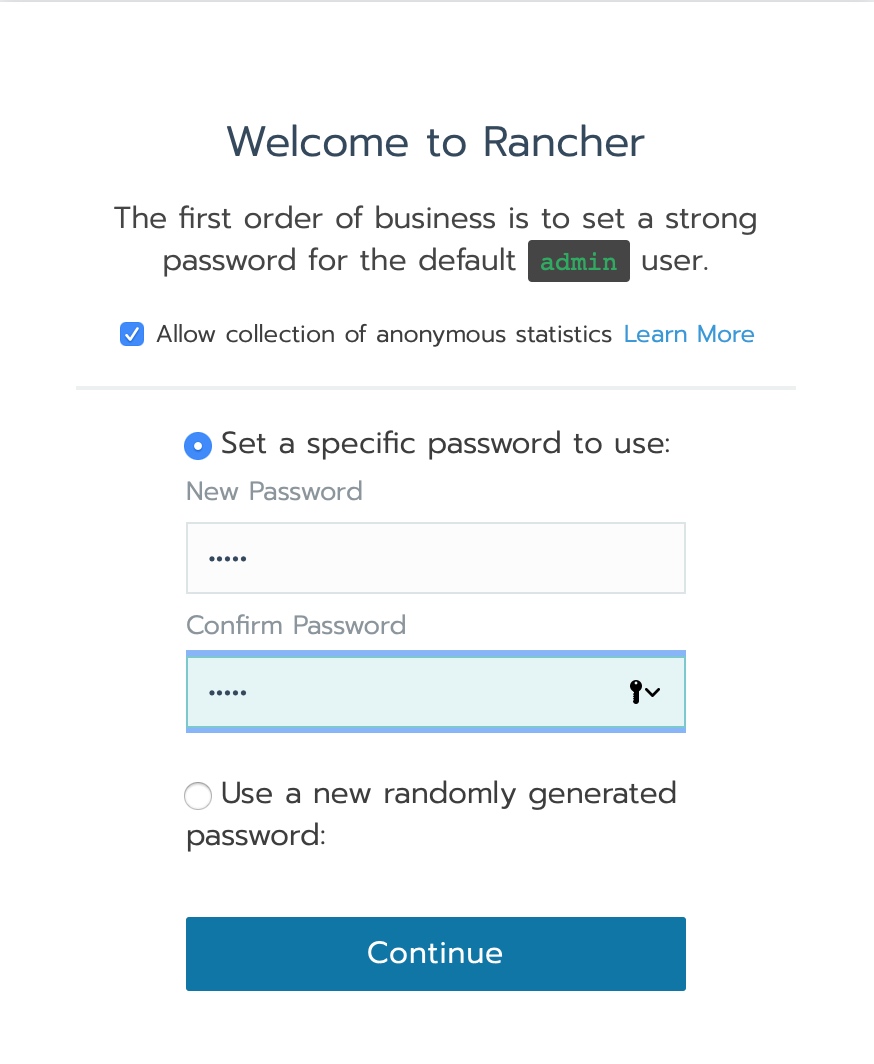 Welcome to Rancher
The first order of business is to set a strong
password for the default admin user.
Allow collection of anonymous statistics Learn More
Set a specific password to use:
New Password
•••••
Confirm Password
•••••
Use a new randomly generated
password:
Continue